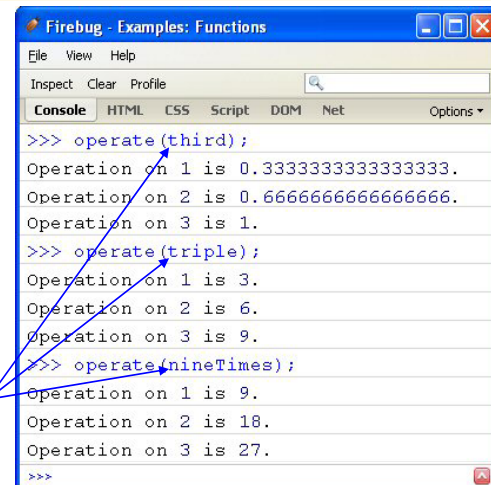 Firebug - Examples: Functions
File View Help
Inspect Clear Profile
Console HTML CSS Script DOM Net Options
>>> operate(third);
Operation on 1 is 0.3333333333333333.
Operation on 2 is 0.6666666666666666.
Operation on 3 is 1.
>>> operate(triple);
Operation on 1 is 3.
Operation on 2 is 6.
Operation on 3 is 9.
>>> operate(nineTimes);
Operation on 1 is 9.
Operation on 2 is 18.
Operation on 3 is 27.
>>>